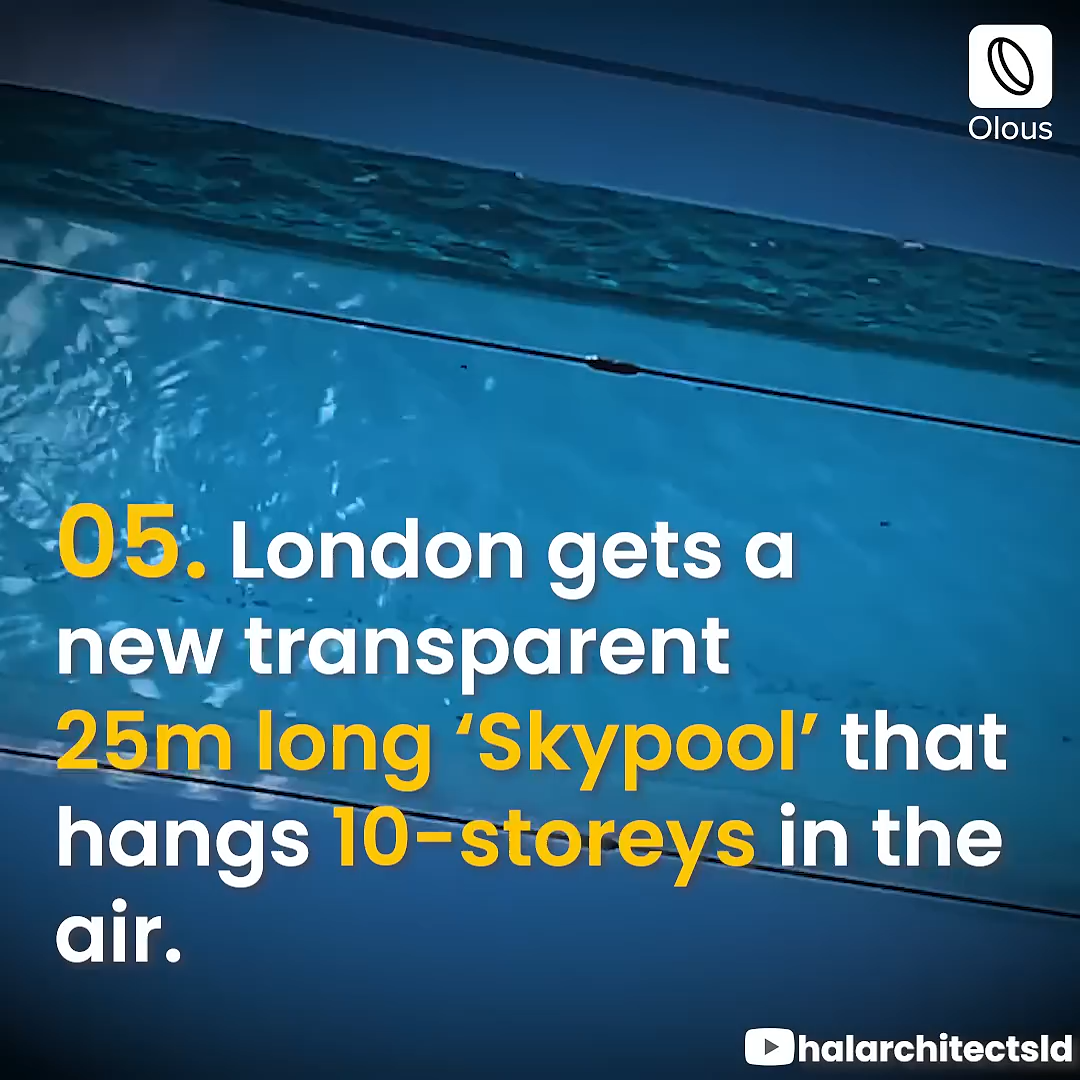 Olous
05. London gets a
new transparent
25m long ‘Skypool’ that
hangs 10-storeys in the
air.
halarchitectsld